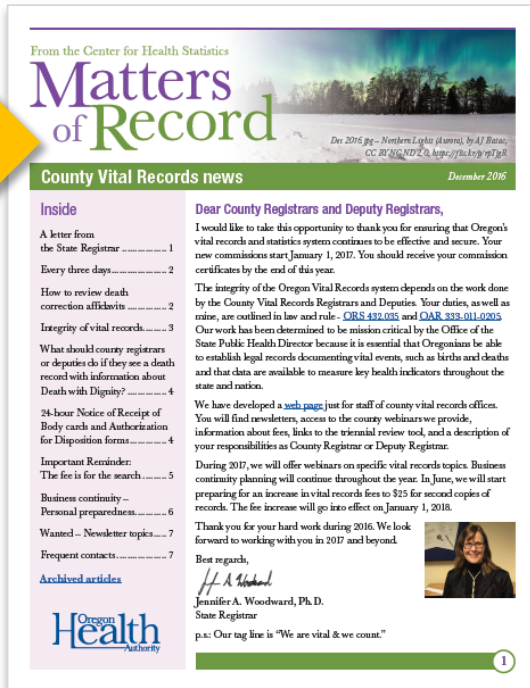 From the Center for Health Statistics
Matters
of Record
Dec 2016 jpg – Northern Lights (Aurora), by AJ Batac,
CC BY NC ND 2.0, https://flic.kr/p/rpTjgR
County Vital Records news
December 2016
Inside
A letter from
the State Registrar .................. 1
Every three days...................... 2
How to review death
correction affidavits ................. 2
Integrity of vital records......... 3
What should county registrars
or deputies do if they see a death
record with information about
Death with Dignity? ................ 4
24-hour Notice of Receipt of
Body cards and Authorization
for Disposition forms............... 4
Important Reminder:
The fee is for the search.......... 5
Business continuity –
Personal preparedness.............. 6
Wanted – Newsletter topics..... 7
Frequent contacts.................... 7
Archived articles
Oregon
Health
Authority
Dear County Registrars and Deputy Registrars,
I would like to take this opportunity to thank you for ensuring that Oregon's
vital records and statistics system continues to be effective and secure. Your
new commissions start January 1, 2017. You should receive your commission
certificates by the end of this year.
The integrity of the Oregon Vital Records system depends on the work done
by the County Vital Records Registrars and Deputies. Your duties, as well as
mine, are outlined in law and rule - ORS 432.035 and OAR 333-011-0205.
Our work has been determined to be mission critical by the Office of the
State Public Health Director because it is essential that Oregonians be able
to establish legal records documenting vital events, such as births and deaths
and that data are available to measure key health indicators throughout the
state and nation.
We have developed a web page just for staff of county vital records offices.
You will find newsletters, access to the county webinars we provide,
information about fees, links to the triennial review tool, and a description of
your responsibilities as County Registrar or Deputy Registrar.
During 2017, we will offer webinars on specific vital records topics. Business
continuity planning will continue throughout the year. In June, we will start
preparing for an increase in vital records fees to $25 for second copies of
records. The fee increase will go into effect on January 1, 2018.
Thank you for your hard work during 2016. We look
forward to working with you in 2017 and beyond.
Best regards,
Jennifer A. Woodward, Ph.D.
State Registrar
p.s.: Our tag line is "We are vital & we count."
1